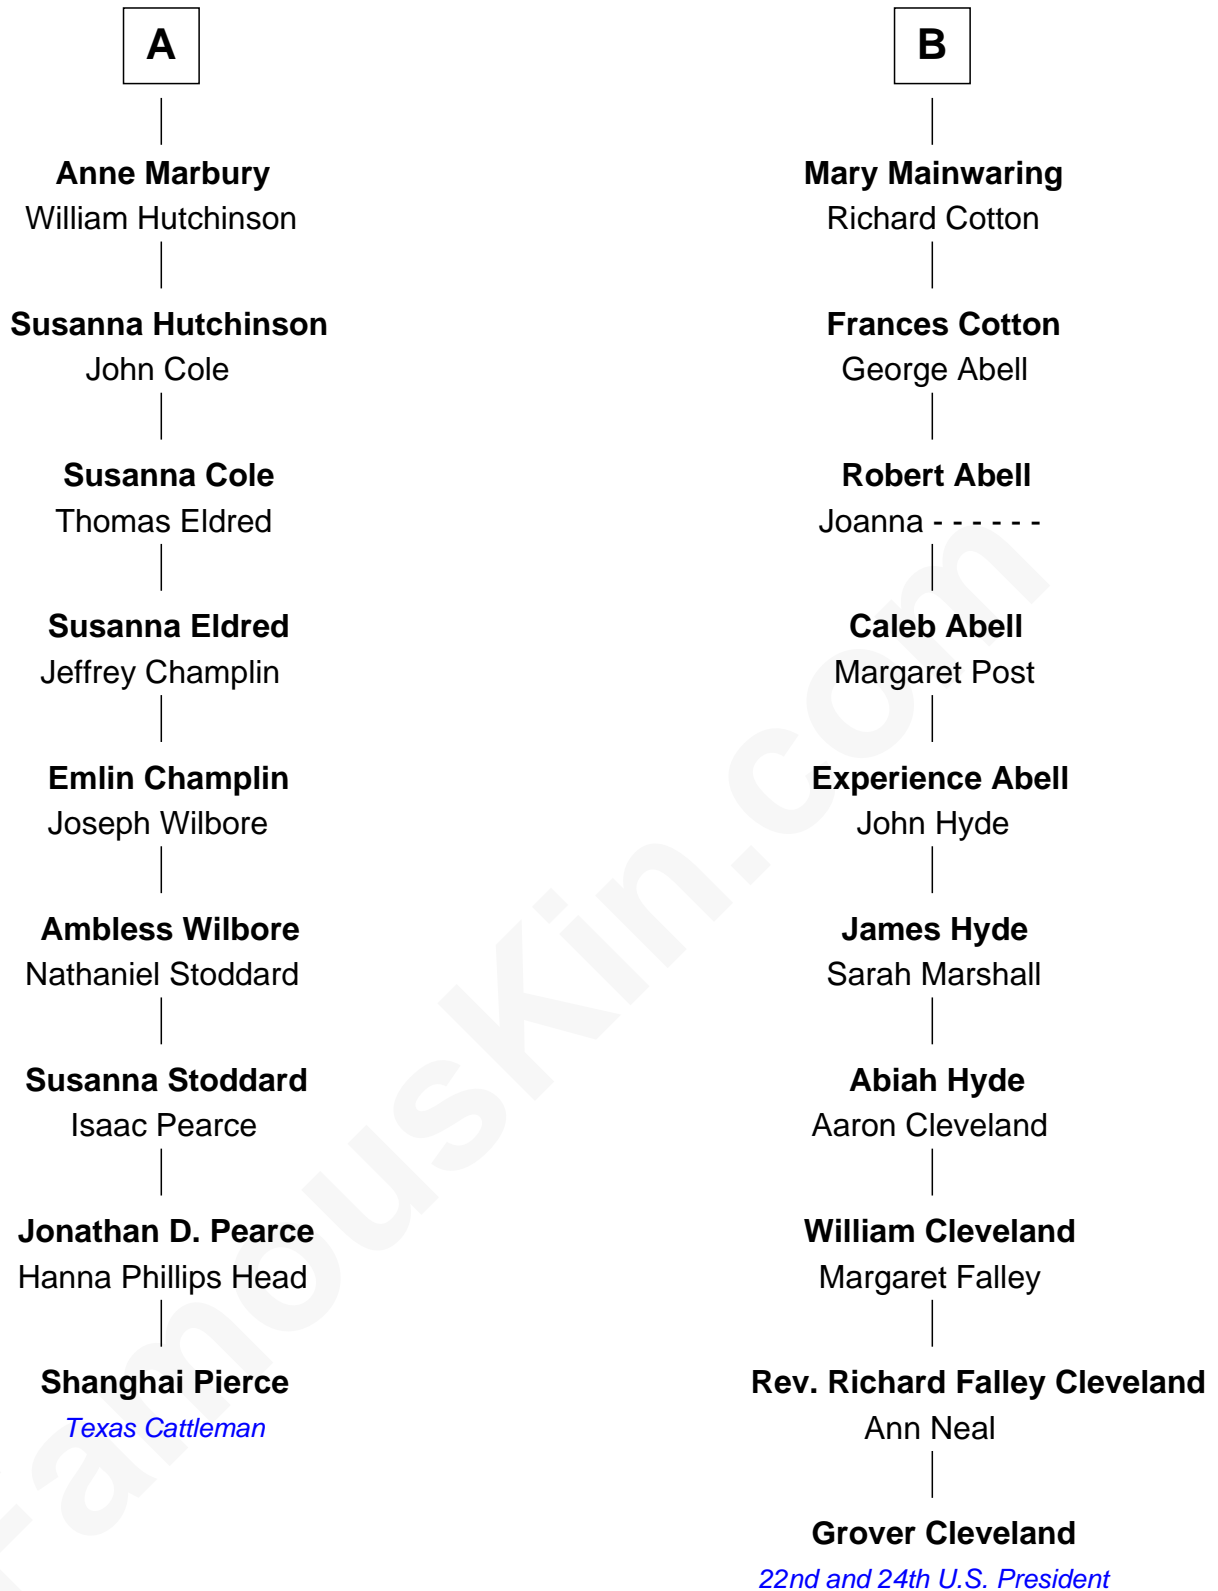 A
Anne Marbury
William Hutchinson
Susanna Hutchinson
John Cole
Susanna Cole
Thomas Eldred
Susanna Eldred
Jeffrey Champlin
Emlin Champlin
Joseph Wilbore
Ambless Wilbore
Nathaniel Stoddard
Susanna Stoddard
Isaac Pearce
Jonathan D. Pearce
Hanna Phillips Head
Shanghai Pierce
Texas Cattleman
B
Mary Mainwaring
Richard Cotton
Frances Cotton
George Abell
Robert Abell
Joanna - - - - - -
Caleb Abell
Margaret Post
Experience Abell
John Hyde
James Hyde
Sarah Marshall
Abiah Hyde
Aaron Cleveland
William Cleveland
Margaret Falley
Rev. Richard Falley Cleveland
Ann Neal
Grover Cleveland
22nd and 24th U.S. President
FamousKin.com